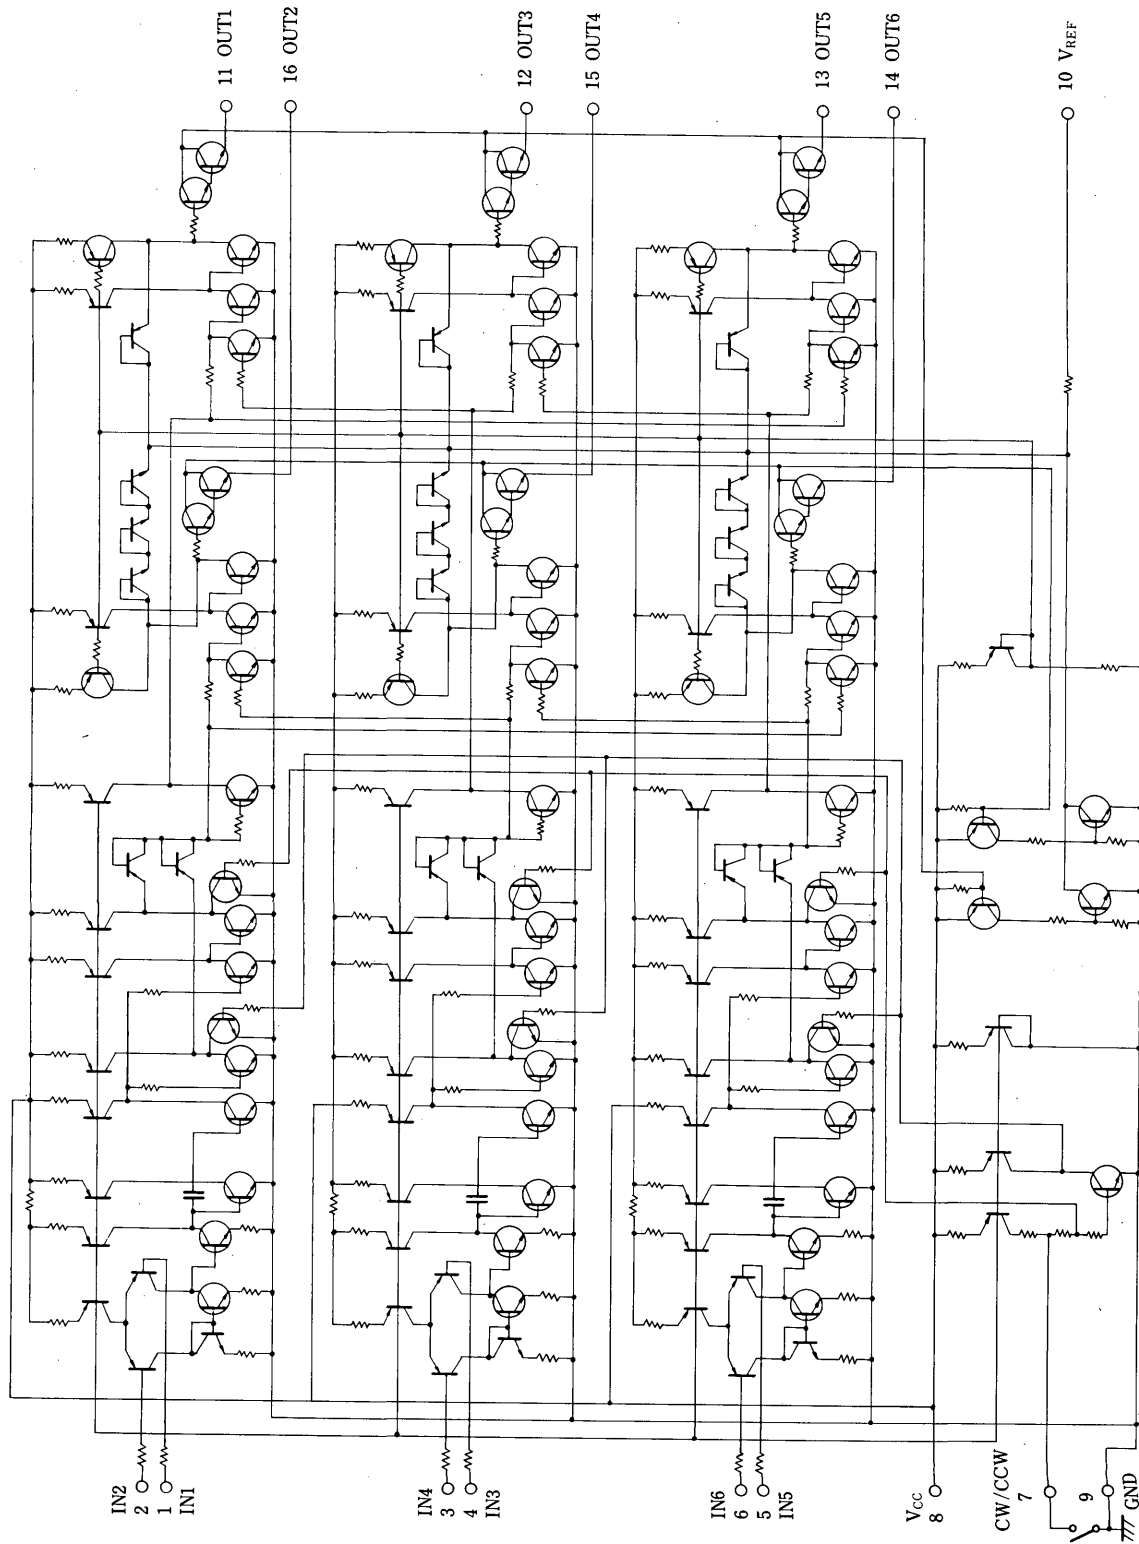 11 OUT1
16 OUT2
12 OUT3
15 OUT4
13 OUT5
14 OUT6
10 VREF
IN2
2
1
IN1
IN4
3
4
IN3
IN6
6
5
IN5
VCC
8
CW/CCW
7
9
GND